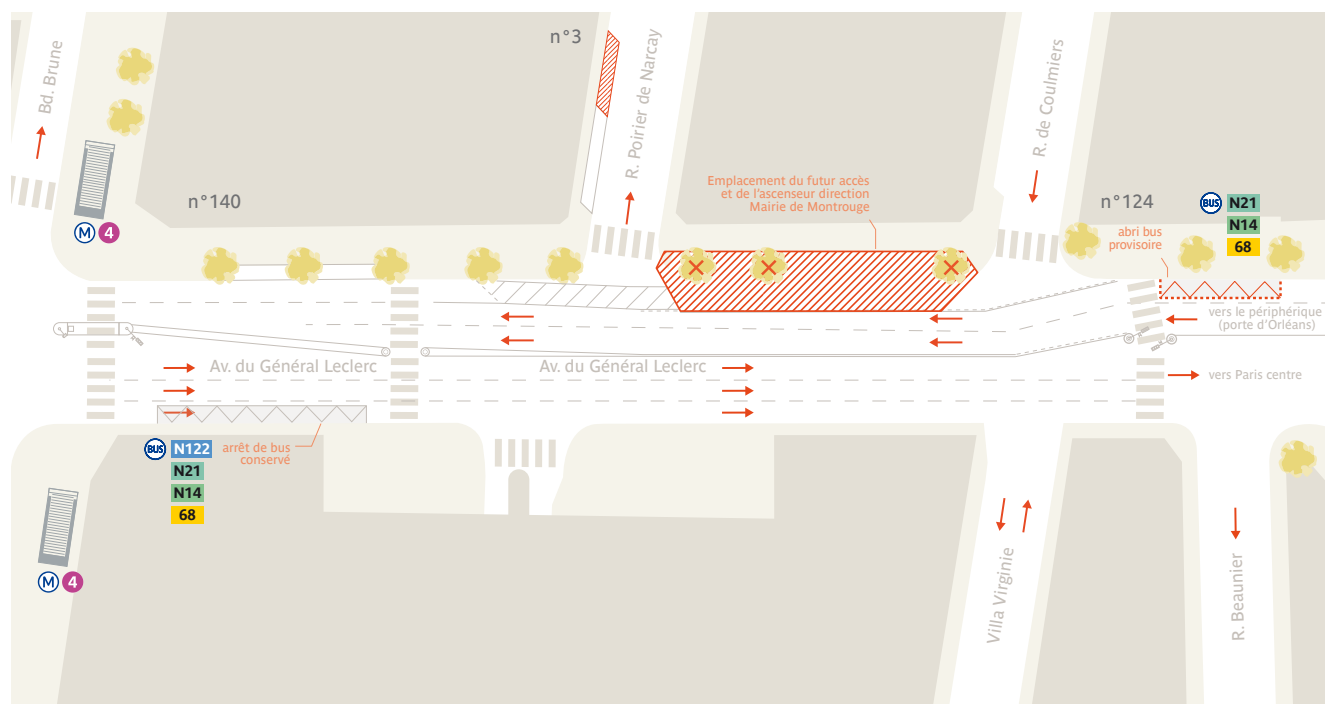 Bd. Brune
n°3
R. Poirier de Narcay
R. de Coulmiers
n°140
M 4
Emplacement du futur accès
et de l'ascenseur direction
Mairie de Montrouge
n°124
BUS N21
N14
68
abri bus
provisoire
vers le périphérique
(porte d'Orléans)
Av. du Général Leclerc
Av. du Général Leclerc
vers Paris centre
BUS N122
N21
N14
68
arrêt de bus
conservé
M 4
Villa Virginie
R. Beaunier